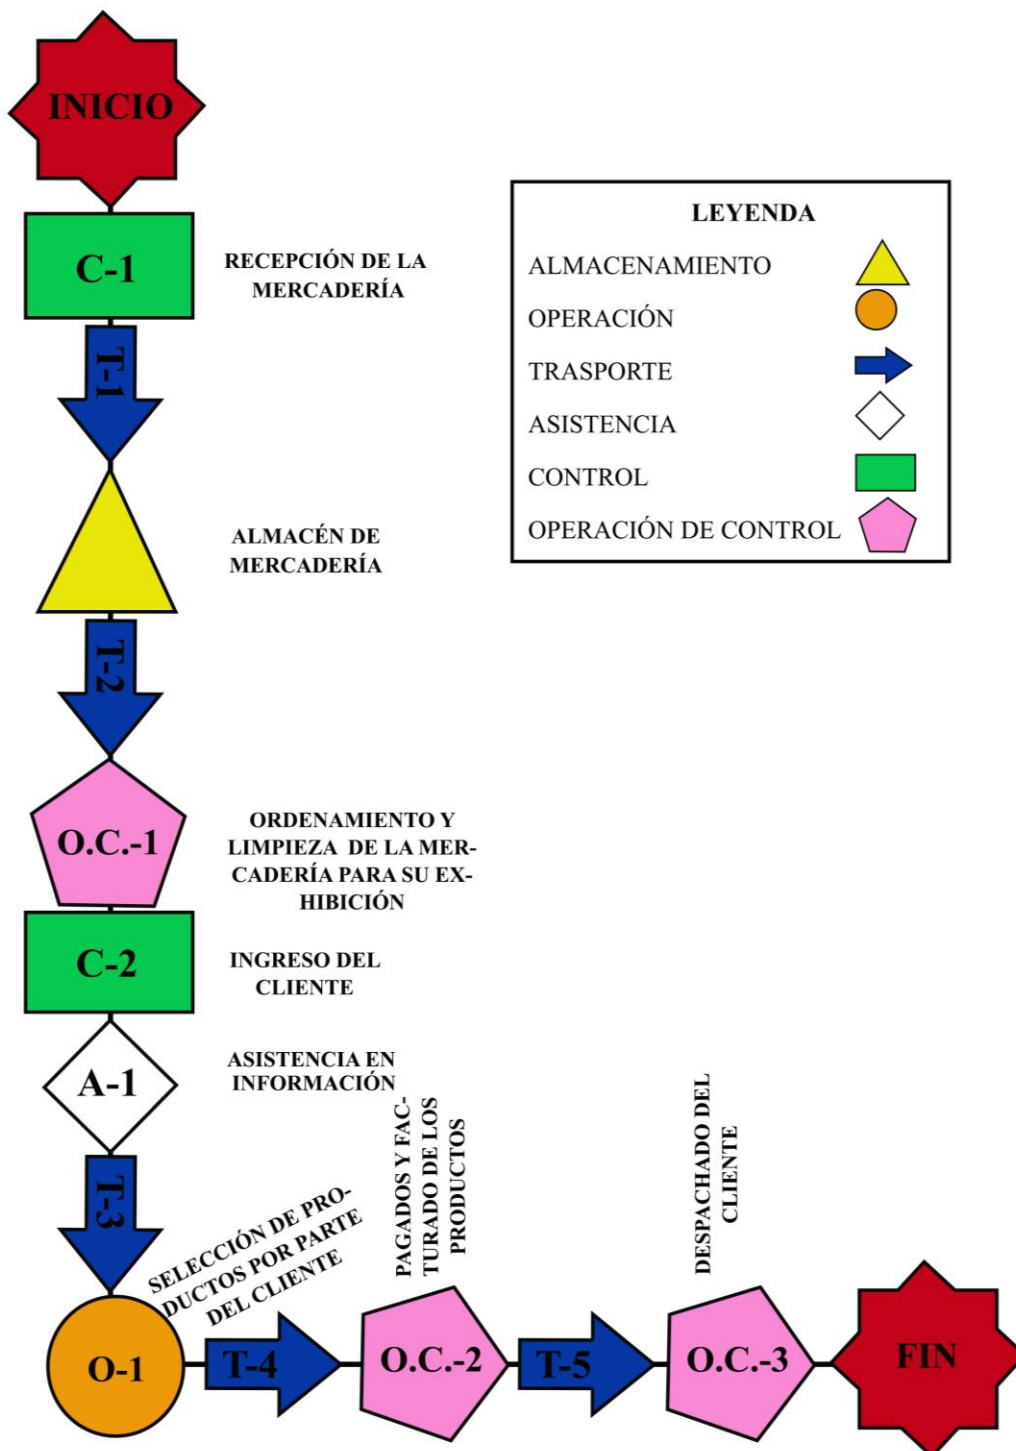 INICIO
C-1
RECEPCIÓN DE LA
MERCADERÍA
T-1
ALMACÉN DE
MERCADERÍA
T-2
O.C.-1
ORDENAMIENTO Y
LIMPIEZA DE LA MER-
CADERÍA PARA SU EX-
HIBICIÓN
C-2
INGRESO DEL
CLIENTE
A-1
ASISTENCIA EN
INFORMACIÓN
T-3
O-1
SELECCIÓN DE PRO-
DUCTOS POR PARTE
DEL CLIENTE
T-4
O.C.-2
PAGADOS Y FAC-
TURADO DE LOS
PRODUCTOS
T-5
O.C.-3
DESPACHADO DEL
CLIENTE
FIN
LEYENDA
ALMACENAMIENTO
OPERACIÓN
TRASPORTE
ASISTENCIA
CONTROL
OPERACIÓN DE CONTROL